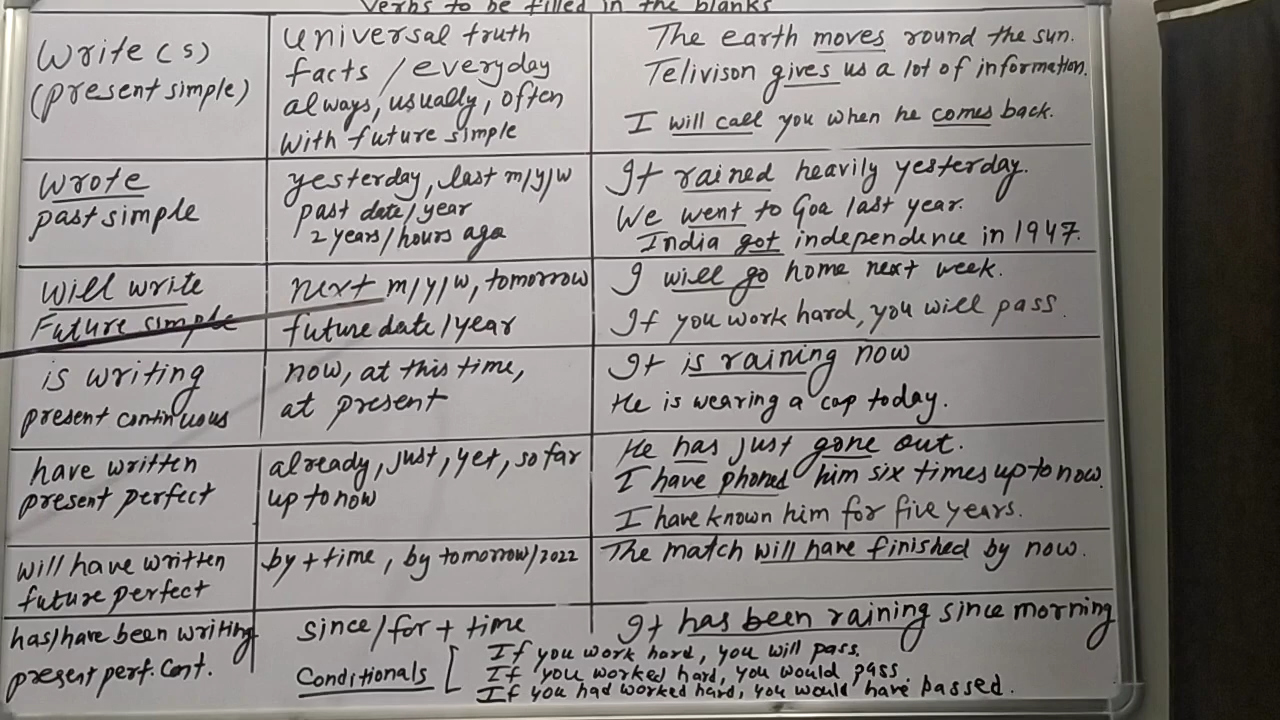 Verbs to be filled in the blanks
Write (s)
(present simple)
universal truth
facts / everyday
always, usually, often
with future simple
The earth moves round the sun.
Telivison gives us a lot of information.
I will call you when he comes back.
Wrote
past simple
yesterday, last m/y/w
past date/year
2 years/hours ago
It rained heavily yesterday.
We went to Goa last year.
India got independence in 1947.
Will write
Future simple
next m/y/w, tomorrow
future date/year
I will go home next week.
If you work hard, you will pass.
is writing
present continuous
now, at this time,
at present
It is raining now
He is wearing a cap today.
have written
present perfect
already, just, yet, so far
up to now
He has just gone out.
I have phoned him six times up to now.
I have known him for five years.
will have written
future perfect
by + time, by tomorrow/2022
The match will have finished by now.
has/have been writing
present perf. cont.
since/for + time
It has been raining since morning
Conditionals
If you work hard, you will pass.
If you worked hard, you would pass.
If you had worked hard, you would have passed.